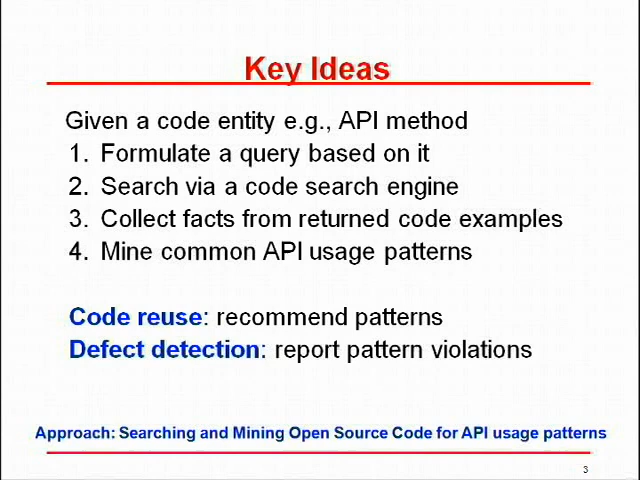 Key Ideas
Given a code entity e.g., API method
1. Formulate a query based on it
2. Search via a code search engine
3. Collect facts from returned code examples
4. Mine common API usage patterns
Code reuse: recommend patterns
Defect detection: report pattern violations
Approach: Searching and Mining Open Source Code for API usage patterns
3